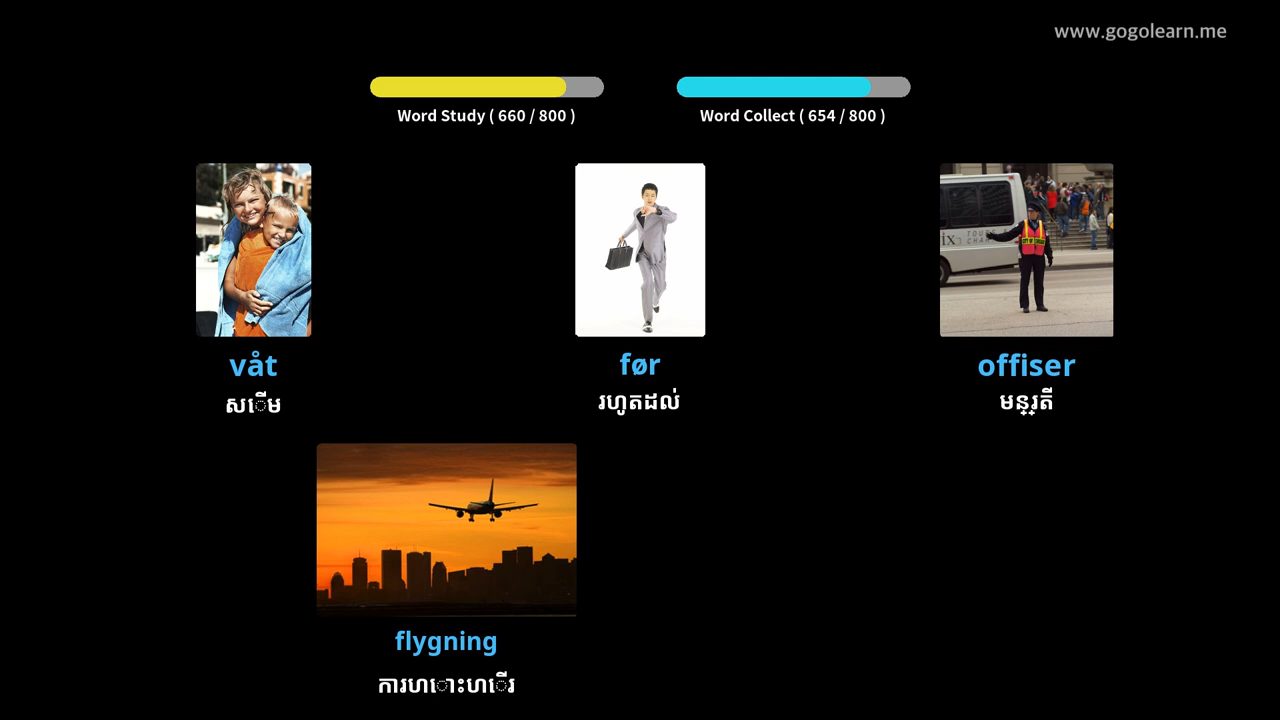 www.gogolearn.me
Word Study ( 660 / 800 )
Word Collect ( 654 / 800 )
våt
før
offiser
សើម
រហូតដល់
មន្ត្រី
flygning
ការហោះហើរ